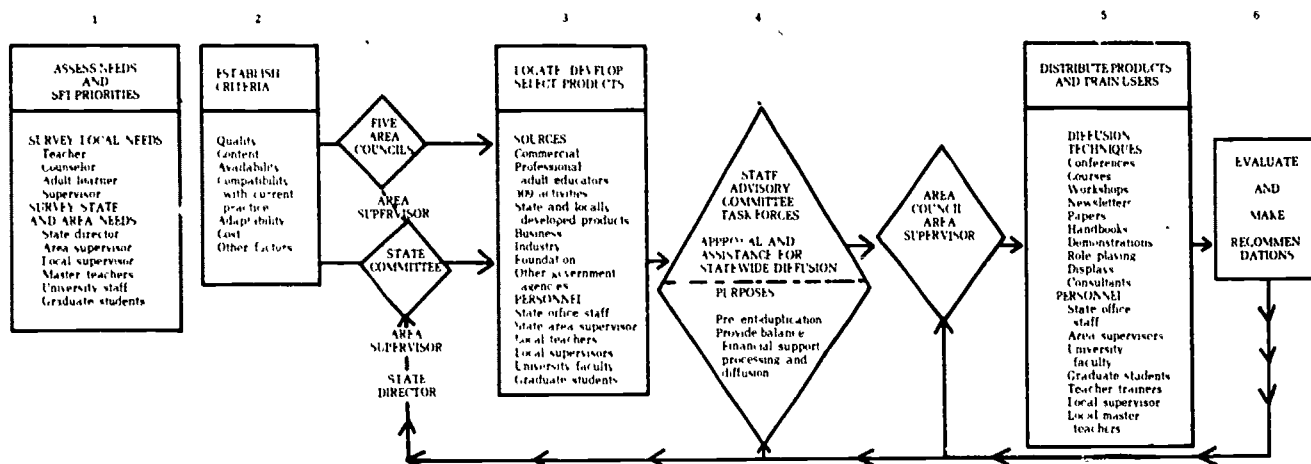 1
2
3
4
5
6
ASSESS NEEDS
AND
SET PRIORITIES
SURVEY LOCAL NEEDS
Teacher
Counselor
Adult learner
Supervisor
SURVEY STATE
AND AREA NEEDS
State director
Area supervisor
Local supervisor
Master teachers
University staff
Graduate students
ESTABLISH
CRITERIA
Quality
Content
Availability
Compatibility
with current
practice
Adaptability
Cost
Other factors
FIVE
AREA
COUNCILS
AREA
SUPERVISOR
STATE
COMMITTEE
AREA
SUPERVISOR
STATE
DIRECTOR
LOCATE DEVELOP
SELECT PRODUCTS
SOURCES
Commercial
Professional
adult educators
309 activities
State and locally
developed products
Business
Industry
Foundation
Other government
agencies
PERSONNEL
State office staff
State area supervisor
Local teachers
Local supervisors
University faculty
Graduate students
STATE
ADVISORY
COMMITTEE
TASK FORCES
APPROVAL AND
ASSISTANCE FOR
STATEWIDE DIFFUSION
PURPOSES
Pre ent-duplication
Provide balance
Financial support
processing and
diffusion
AREA
COUNCIL
AREA
SUPERVISOR
DISTRIBUTE PRODUCTS
AND TRAIN USERS
DIFFUSION
TECHNIQUES
Conferences
Courses
Workshops
Newsletters
Papers
Handbooks
Demonstrations
Role playing
Displays
Consultants
PERSONNEL
State office
staff
Area supervisors
University
faculty
Graduate students
Teacher trainers
Local supervisor
Local master
teachers
EVALUATE
AND
MAKE
RECOMMEN
DATIONS